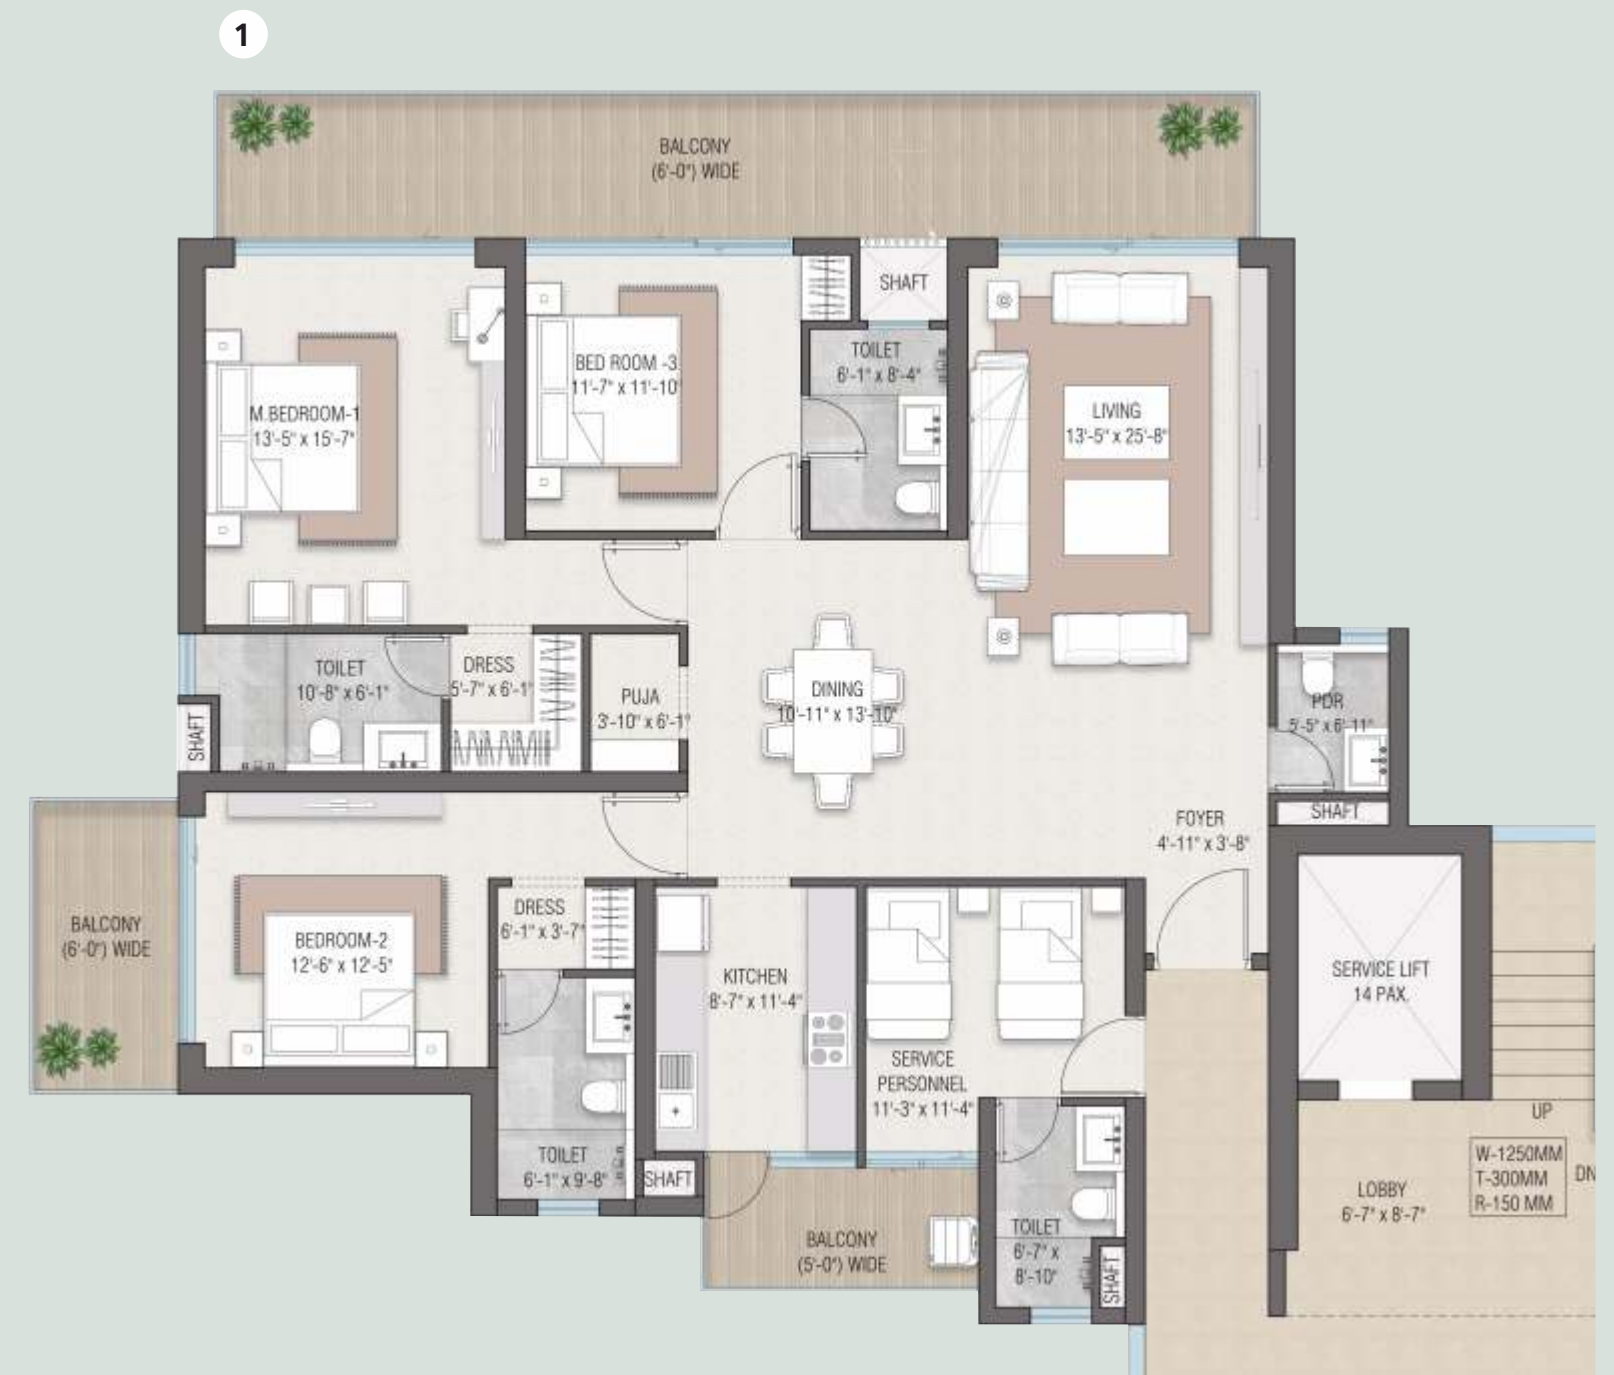 1
BALCONY
(6'-0") WIDE
SHAFT
BED ROOM -3
11'-7" x 11'-10"
TOILET
6'-1" x 8'-4"
M.BEDROOM-1
13'-5" x 15'-7"
LIVING
13'-5" x 25'-8"
TOILET
10'-8" x 6'-1"
DRESS
5'-7" x 6'-1"
PUJA
3'-10" x 6'-1"
DINING
10'-11" x 13'-10"
PDR
5'-5" x 6'-11"
SHAFT
SHAFT
FOYER
4'-11" x 3'-8"
BALCONY
(6'-0") WIDE
BEDROOM-2
12'-6" x 12'-5"
DRESS
6'-1" x 3'-7"
KITCHEN
8'-7" x 11'-4"
SERVICE LIFT
14 PAX.
SERVICE
PERSONNEL
11'-3" x 11'-4"
UP
TOILET
6'-1" x 9'-8"
SHAFT
W-1250MM
T-300MM
R-150 MM
DN
LOBBY
6'-7" x 8'-7"
BALCONY
(5'-0") WIDE
TOILET
6'-7" x
8'-10"
SHAFT